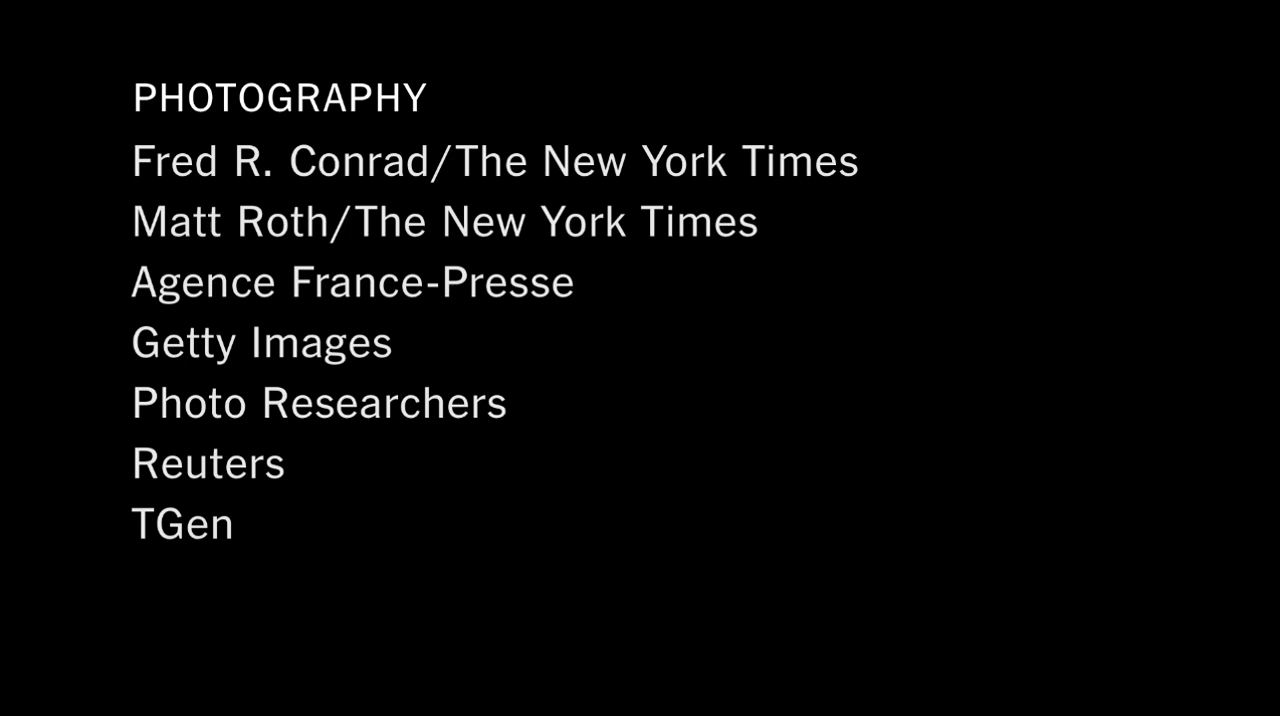 PHOTOGRAPHY
Fred R. Conrad/The New York Times
Matt Roth/The New York Times
Agence France-Presse
Getty Images
Photo Researchers
Reuters
TGen